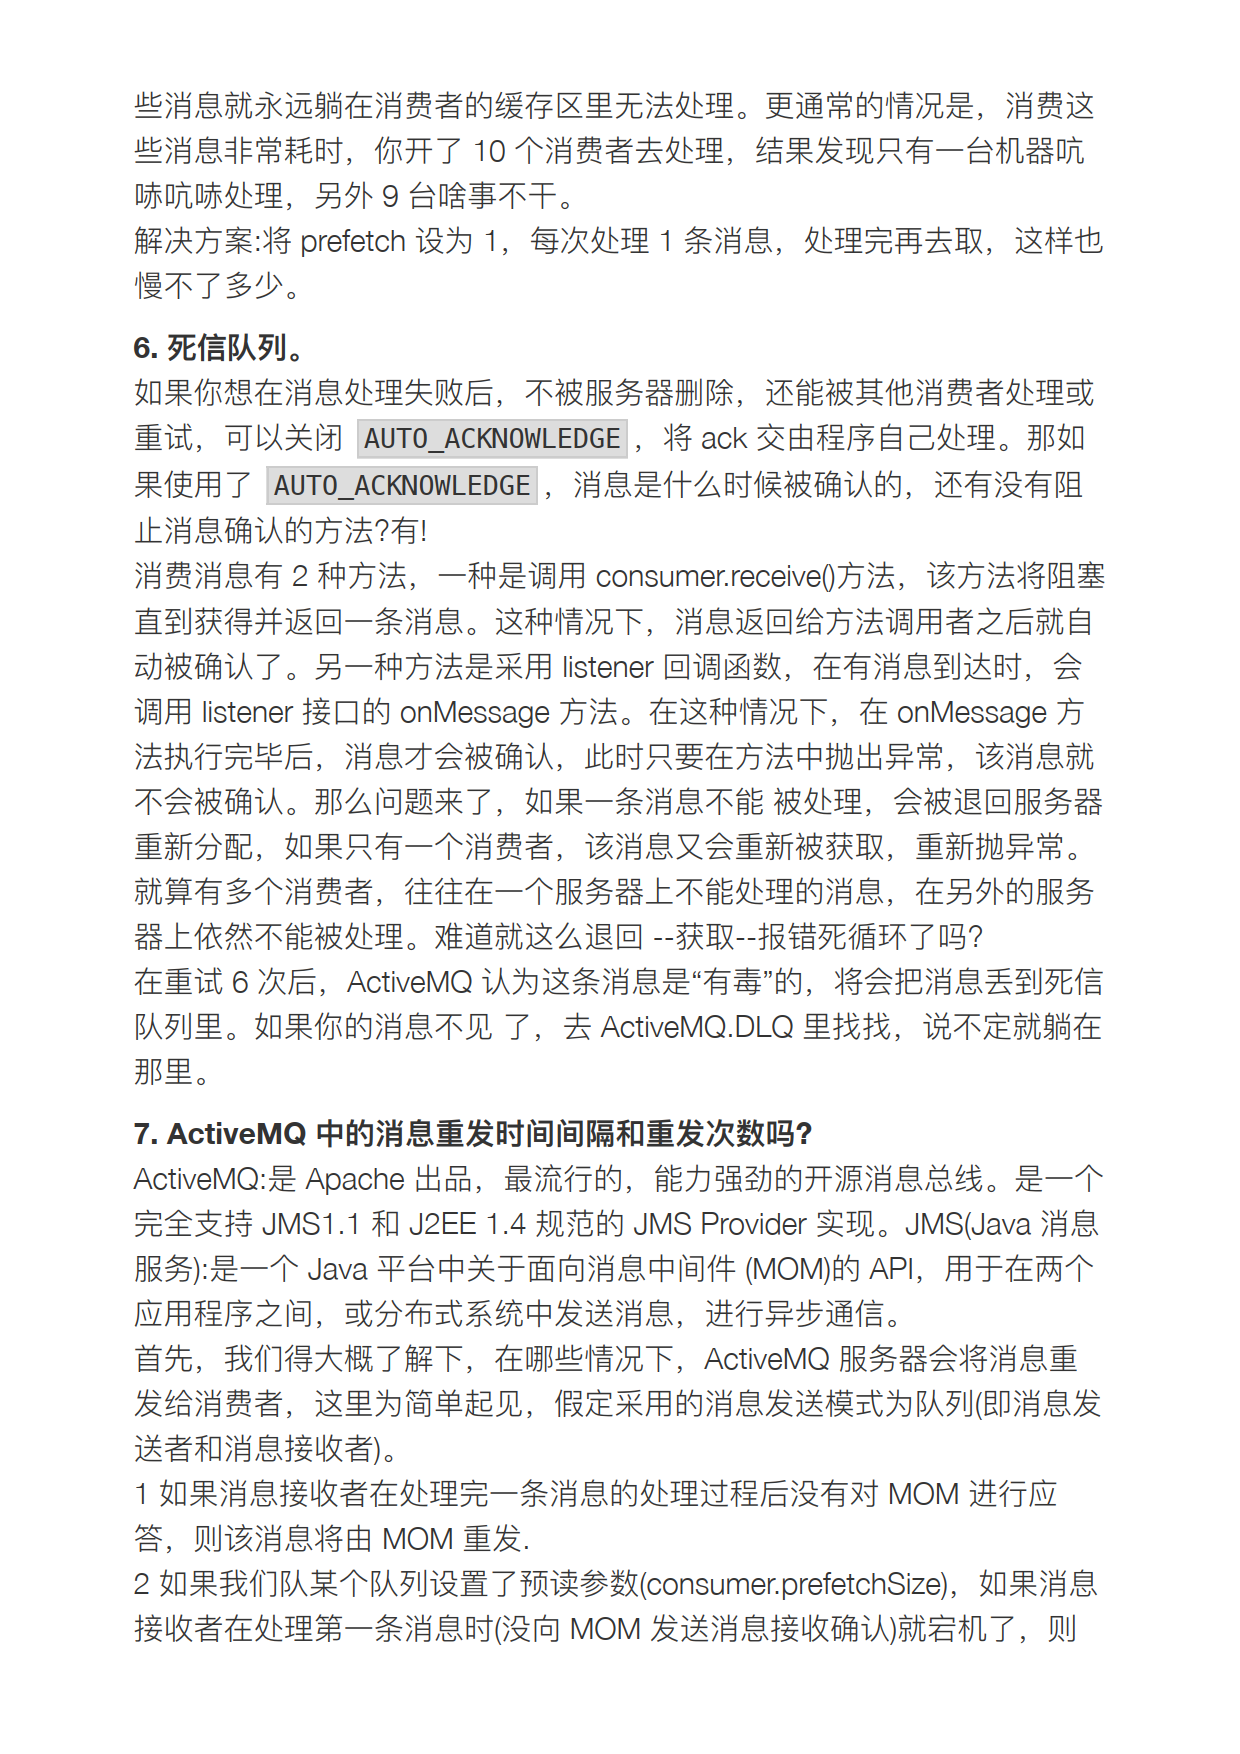 些消息就永远躺在消费者的缓存区里无法处理。更通常的情况是，消费这
些消息非常耗时，你开了 10 个消费者去处理，结果发现只有一台机器吭
哧吭哧处理，另外 9 台啥事不干。
解决方案:将 prefetch 设为 1，每次处理 1 条消息，处理完再去取，这样也
慢不了多少。
6. 死信队列。
如果你想在消息处理失败后，不被服务器删除，还能被其他消费者处理或
重试，可以关闭 AUTO_ACKNOWLEDGE，将 ack 交由程序自己处理。那如
果使用了 AUTO_ACKNOWLEDGE，消息是什么时候被确认的，还有没有阻
止消息确认的方法?有!
消费消息有 2 种方法，一种是调用 consumer.receive()方法，该方法将阻塞
直到获得并返回一条消息。这种情况下，消息返回给方法调用者之后就自
动被确认了。另一种方法是采用 listener 回调函数，在有消息到达时，会
调用 listener 接口的 onMessage 方法。在这种情况下，在 onMessage 方
法执行完毕后，消息才会被确认，此时只要在方法中抛出异常，该消息就
不会被确认。那么问题来了，如果一条消息不能 被处理，会被退回服务器
重新分配，如果只有一个消费者，该消息又会重新被获取，重新抛异常。
就算有多个消费者，往往在一个服务器上不能处理的消息，在另外的服务
器上依然不能被处理。难道就这么退回 --获取--报错死循环了吗?
在重试 6 次后，ActiveMQ 认为这条消息是“有毒”的，将会把消息丢到死信
队列里。如果你的消息不见 了，去 ActiveMQ.DLQ 里找找，说不定就躺在
那里。
7. ActiveMQ 中的消息重发时间间隔和重发次数吗?
ActiveMQ:是 Apache 出品，最流行的，能力强劲的开源消息总线。是一个
完全支持 JMS1.1 和 J2EE 1.4 规范的 JMS Provider 实现。JMS(Java 消息
服务):是一个 Java 平台中关于面向消息中间件 (MOM)的 API，用于在两个
应用程序之间，或分布式系统中发送消息，进行异步通信。
首先，我们得大概了解下，在哪些情况下，ActiveMQ 服务器会将消息重
发给消费者，这里为简单起见，假定采用的消息发送模式为队列(即消息发
送者和消息接收者)。
1 如果消息接收者在处理完一条消息的处理过程后没有对 MOM 进行应
答，则该消息将由 MOM 重发.
2 如果我们队某个队列设置了预读参数(consumer.prefetchSize)，如果消息
接收者在处理第一条消息时(没向 MOM 发送消息接收确认)就宕机了，则